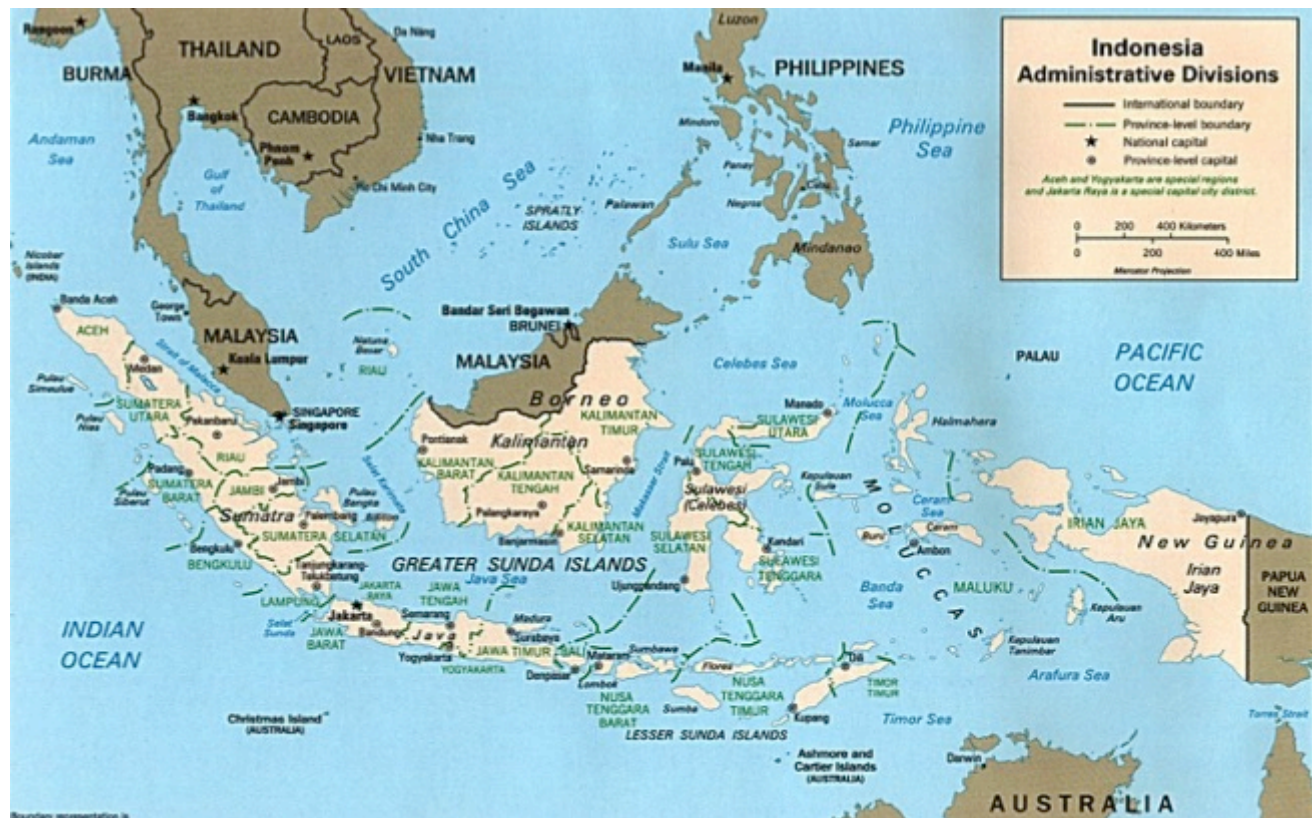 Indonesia
Administrative Divisions
International boundary
Province-level boundary
National capital
Province-level capital
Aceh and Yogyakarta are special regions
and Jakarta Raya is a special capital city district.
0 200 400 Kilometers
0 200 400 Miles
Mercator Projection
Rangoon
BURMA
THAILAND
LAOS
Da Nang
VIETNAM
Bangkok
CAMBODIA
Phnom
Penh
Nha Trang
Ho Chi Minh City
Andaman
Sea
Gulf
of
Thailand
South China Sea
SPRATLY
ISLANDS
Luzon
Manila
PHILIPPINES
Mindoro
Samar
Panay
Cebu
Negros
Palawan
Sulu Sea
Mindanao
Philippine
Sea
Nicobar
Islands
(INDIA)
Banda Aceh
ACEH
George
Town
MALAYSIA
Kuala Lumpur
Strait of Malacca
Medan
SUMATERA
UTARA
Pulau
Simeulue
Pulau
Nias
Pekanbaru
RIAU
SINGAPORE
Singapore
Natuna
Besar
RIAU
Bandar Seri Begawan
BRUNEI
MALAYSIA
Celebes Sea
PALAU
PACIFIC
OCEAN
Borneo
Kalimantan
KALIMANTAN
TIMUR
Pontianak
KALIMANTAN
BARAT
KALIMANTAN
TENGAH
Samarinda
Palangkaraya
Banjarmasin
KALIMANTAN
SELATAN
Selat Karimata
Makassar Strait
Manado
SULAWESI
UTARA
Molucca
Sea
Halmahera
Palu
SULAWESI
TENGAH
Sulawesi
(Celebes)
Kepulauan
Sula
SULAWESI
SELATAN
Kendari
SULAWESI
TENGGARA
Ujungpandang
MOLUCCAS
Ceram
Sea
Buru
Ceram
Ambon
IRIAN JAYA
Jayapura
New Guinea
Irian
Jaya
PAPUA
NEW
GUINEA
Padang
SUMATERA
BARAT
Pulau
Siberut
JAMBI
Jambi
Pulau
Bangka
Belitung
Sumatra
Palembang
SUMATERA SELATAN
Bengkulu
BENGKULU
Tanjungkarang-
Telukbetung
LAMPUNG
Selat
Sunda
GREATER SUNDA ISLANDS
Java Sea
JAKARTA
RAYA
Jakarta
Bandung
JAWA
BARAT
JAWA
TENGAH
Semarang
Java
Yogyakarta
YOGYAKARTA
Madura
Surabaya
JAWA TIMUR
BALI
Denpasar
Mataram
Lombok
Sumbawa
NUSA
TENGGARA
BARAT
Sumba
Flores
NUSA
TENGGARA
TIMUR
LESSER SUNDA ISLANDS
Kupang
Dili
TIMOR
TIMUR
Banda
Sea
MALUKU
Kepulauan
Aru
Kepulauan
Tanimbar
Arafura Sea
Timor Sea
Torres Strait
INDIAN
OCEAN
Christmas Island
(AUSTRALIA)
Ashmore and
Cartier Islands
(AUSTRALIA)
Darwin
AUSTRALIA
Boundary representation is